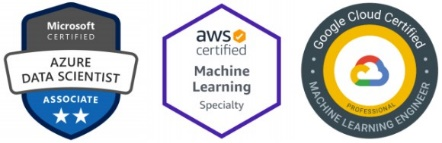 Microsoft
CERTIFIED
AZURE
DATA SCIENTIST
ASSOCIATE
aws
certified
Machine
Learning
Specialty
Google Cloud Certified
PROFESSIONAL
MACHINE LEARNING ENGINEER